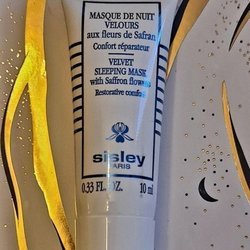 MASQUE DE NUIT
VELOURS
aux fleurs de Safran
Confort réparateur
VELVET
SLEEPING MASK
with Saffron flowers
Restorative comfort
sisley
PARIS
0.33 FL. OZ. 10 ml